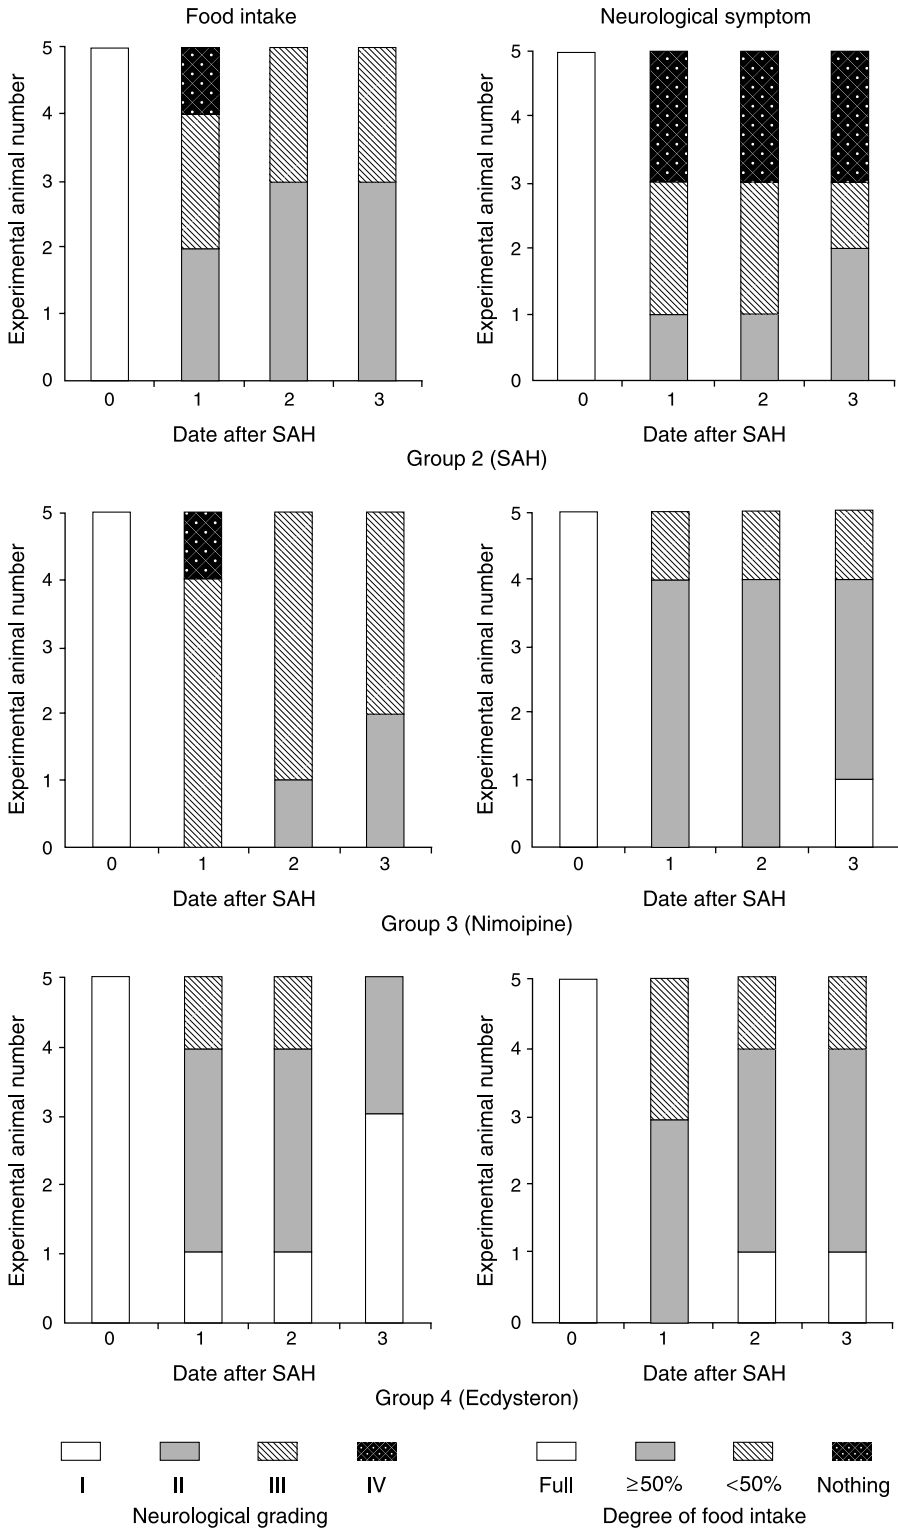 Food intake
Neurological symptom
Experimental animal number
5
4
3
2
1
0
0 1 2 3
Date after SAH
Experimental animal number
5
4
3
2
1
0
0 1 2 3
Date after SAH
Group 2 (SAH)
Experimental animal number
5
4
3
2
1
0
0 1 2 3
Date after SAH
Experimental animal number
5
4
3
2
1
0
0 1 2 3
Date after SAH
Group 3 (Nimoipine)
Experimental animal number
5
4
3
2
1
0
0 1 2 3
Date after SAH
Experimental animal number
5
4
3
2
1
0
0 1 2 3
Date after SAH
Group 4 (Ecdysteron)
I II III IV
Neurological grading
Full ≥50% <50% Nothing
Degree of food intake